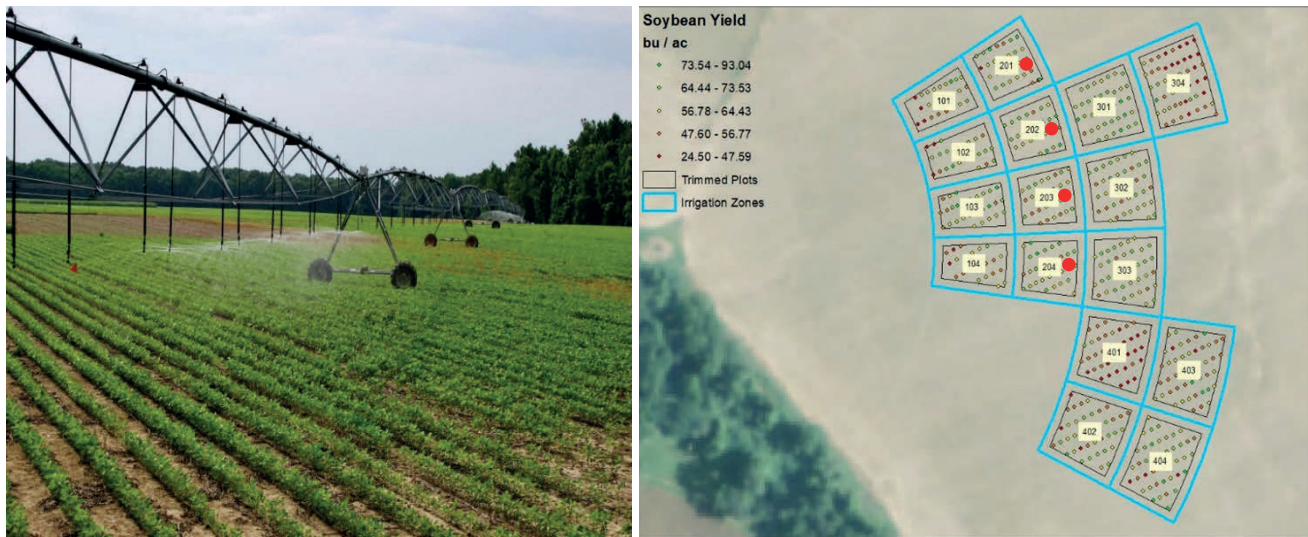 Soybean Yield
bu / ac
73.54 - 93.04
64.44 - 73.53
56.78 - 64.43
47.60 - 56.77
24.50 - 47.59
Trimmed Plots
Irrigation Zones
201
304
101
301
202
102
302
203
103
204
303
104
401
403
402
404